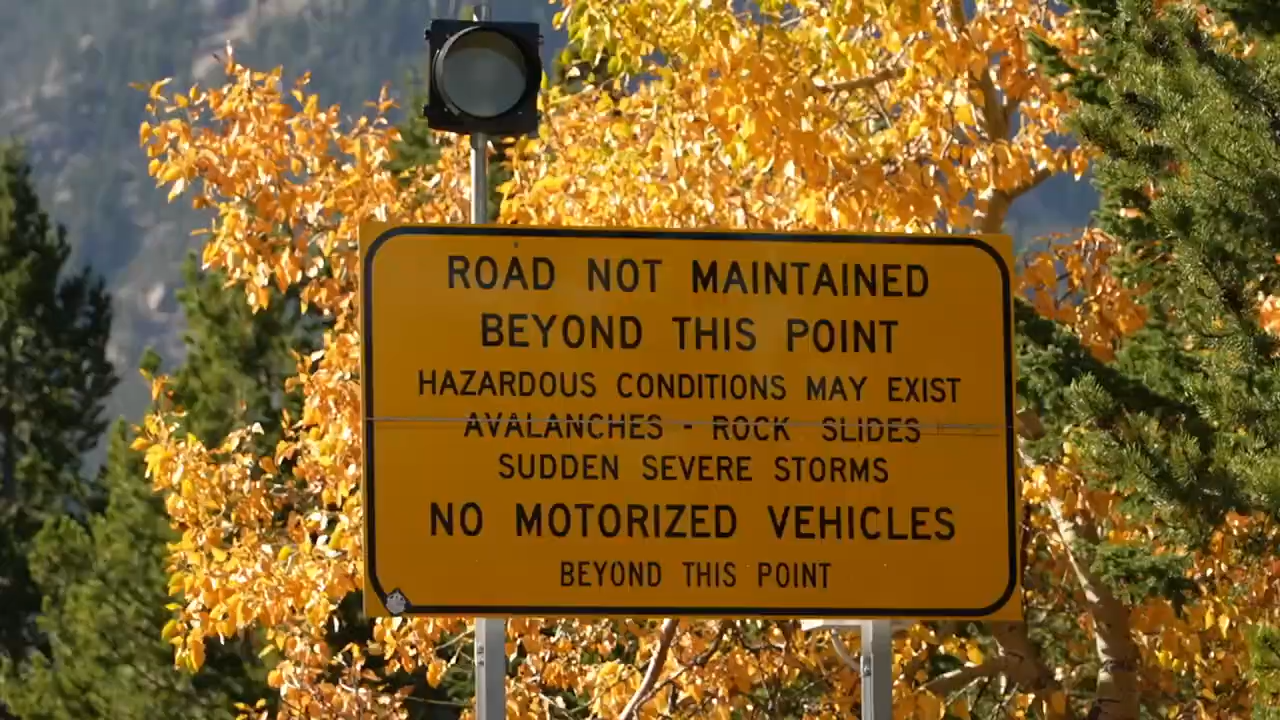 ROAD NOT MAINTAINED
BEYOND THIS POINT
HAZARDOUS CONDITIONS MAY EXIST
AVALANCHES - ROCK SLIDES
SUDDEN SEVERE STORMS
NO MOTORIZED VEHICLES
BEYOND THIS POINT